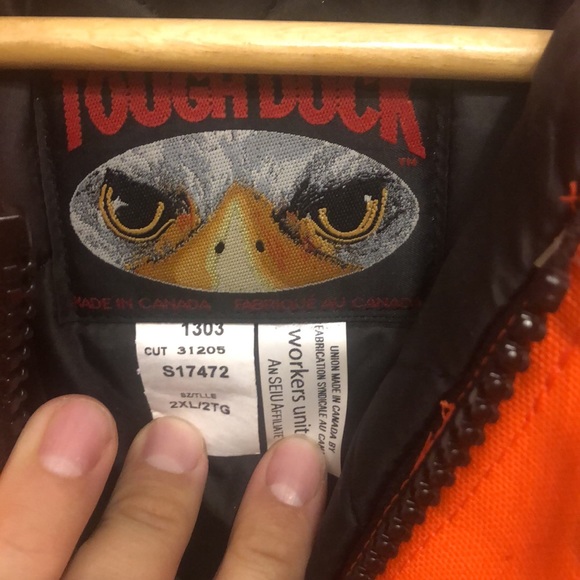 TOUGH DUCK
TM
MADE IN CANADA FABRIQUÉ AU CANADA
1303
CUT 31205
S17472
SZ/TLLE
2XL/2TG
workers unit
AN SEIU AFFILIATE
UNION MADE IN CANADA BY
FABRICATION SYNDICALE AU